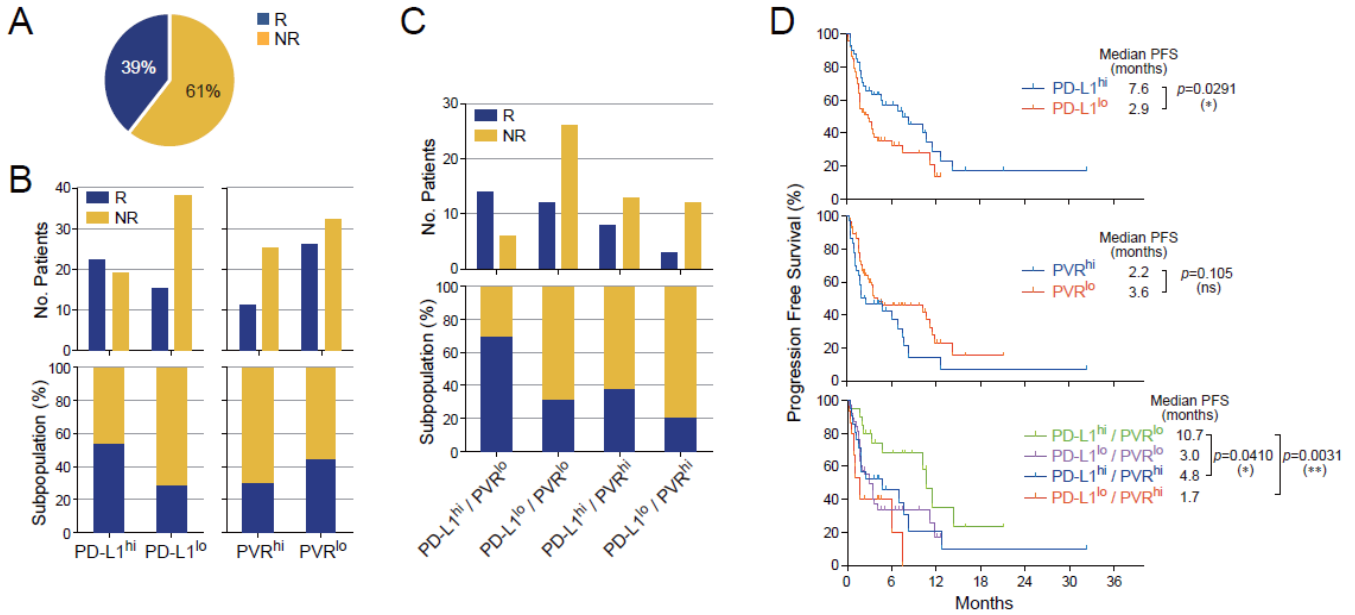 A
R
NR
39%
61%
B
40
30
20
10
0
No. Patients
R
NR
100
80
60
40
20
0
Subpopulation (%)
PD-L1hi
PD-L1lo
PVRhi
PVRlo
C
30
20
10
0
No. Patients
R
NR
100
80
60
40
20
0
Subpopulation (%)
PD-L1hi / PVRlo
PD-L1lo / PVRlo
PD-L1hi / PVRhi
PD-L1lo / PVRhi
D
Progression Free Survival (%)
100
80
60
40
20
0
Median PFS
(months)
PD-L1hi 7.6
PD-L1lo 2.9
p=0.0291
(*)
100
80
60
40
20
0
Median PFS
(months)
PVRhi 2.2
PVRlo 3.6
p=0.105
(ns)
100
80
60
40
20
0
Median PFS
(months)
PD-L1hi / PVRlo 10.7
PD-L1lo / PVRlo 3.0
PD-L1hi / PVRhi 4.8
PD-L1lo / PVRhi 1.7
p=0.0410
(*)
p=0.0031
(**)
0 6 12 18 24 30 36
Months